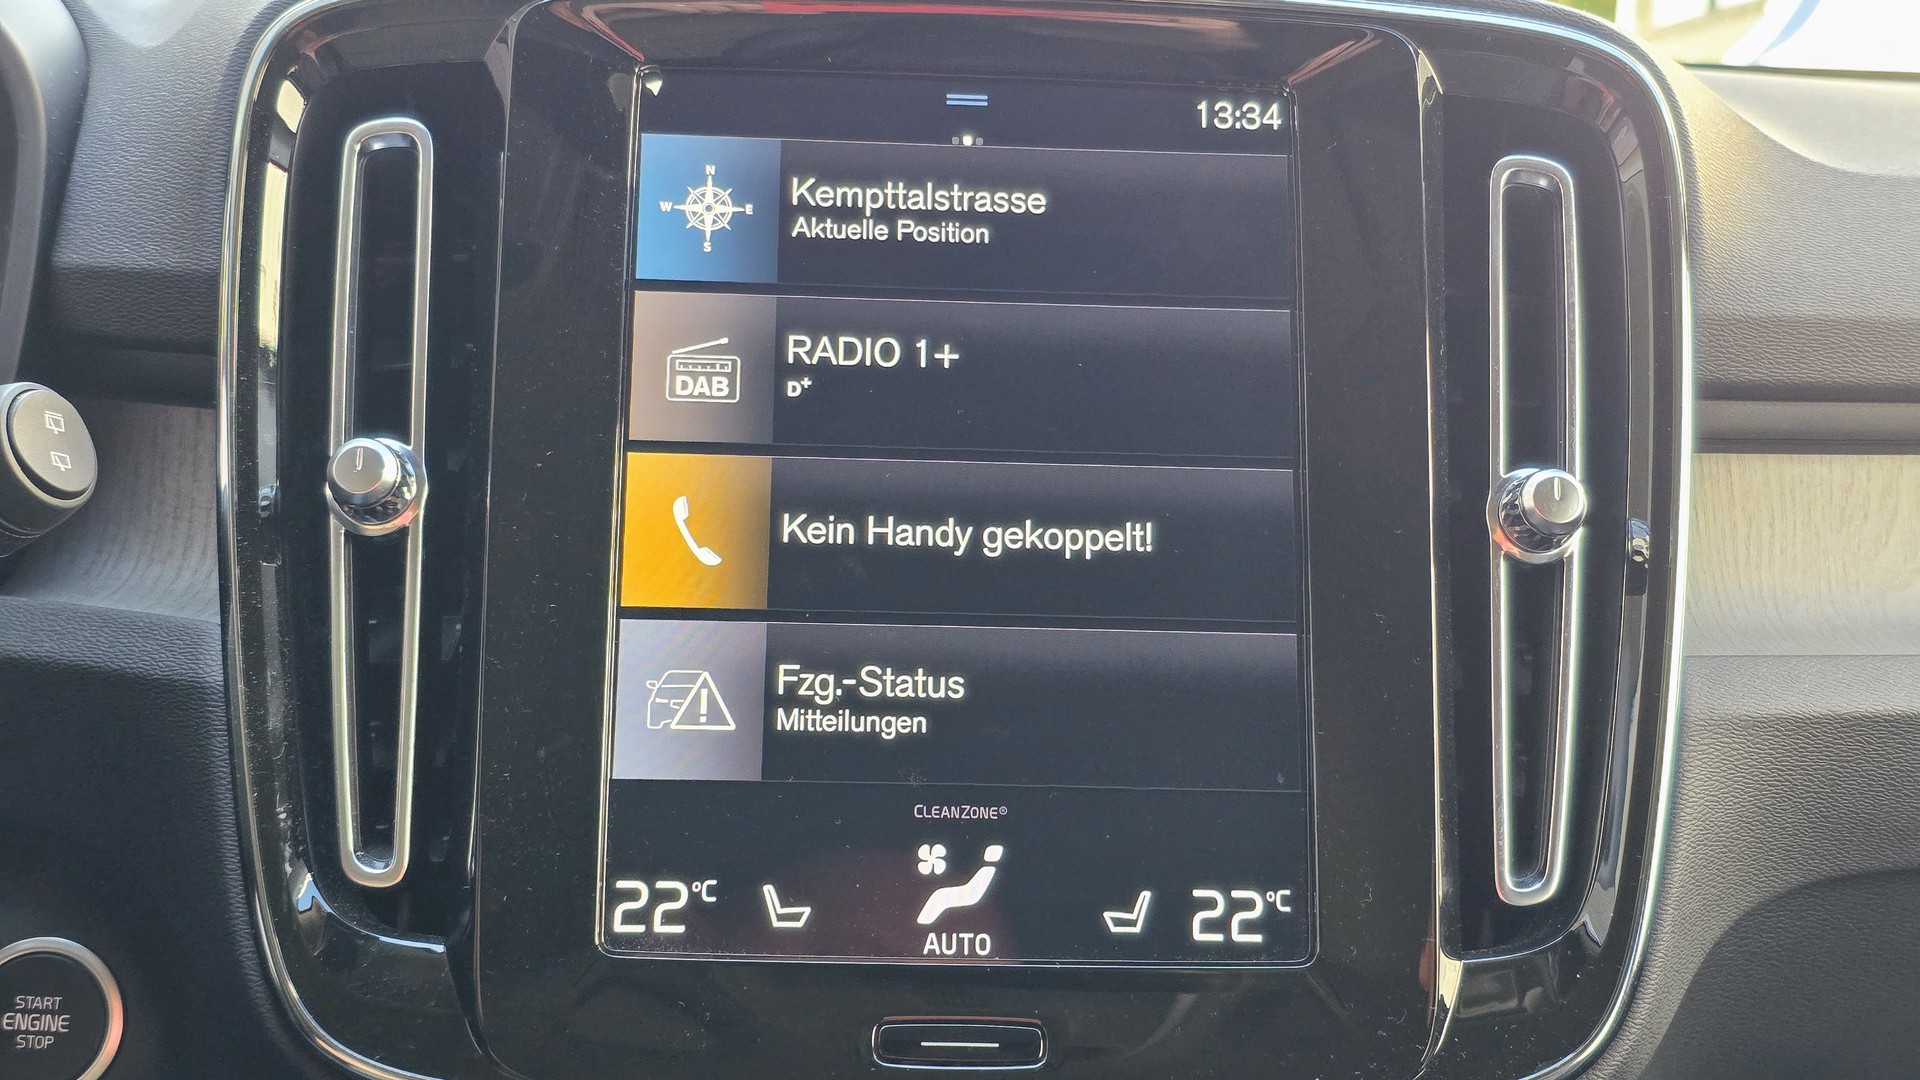 13:34
N
W E
S
Kempttalstrasse
Aktuelle Position
RADIO 1+
D+
DAB
Kein Handy gekoppelt!
Fzg.-Status
Mitteilungen
CLEANZONE®
22°C 22°C
AUTO
START
ENGINE
STOP